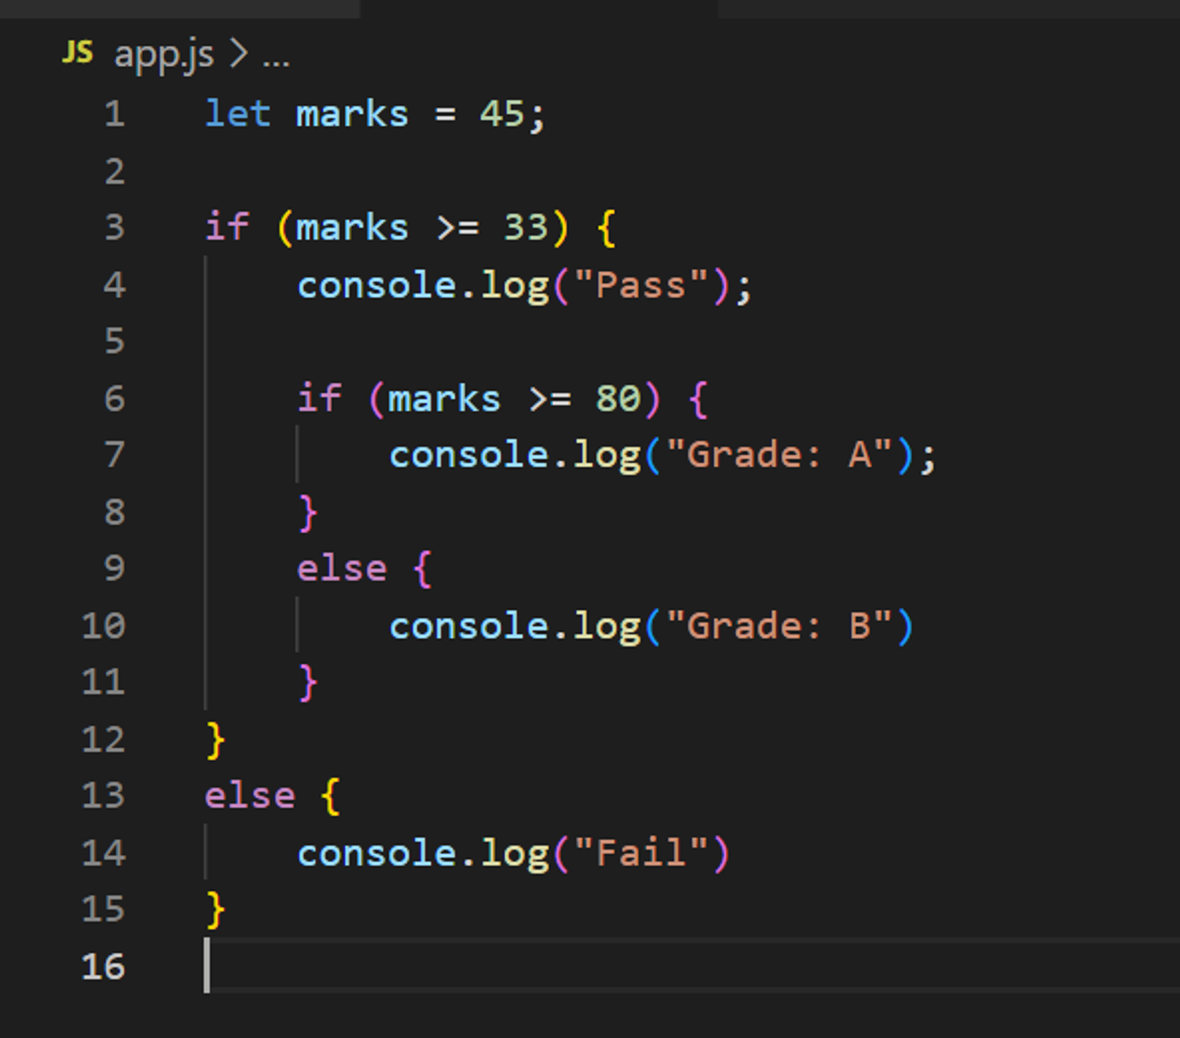 JS app.js > ...
1 let marks = 45;
2
3 if (marks >= 33) {
4     console.log("Pass");
5
6     if (marks >= 80) {
7         console.log("Grade: A");
8     }
9     else {
10         console.log("Grade: B")
11     }
12 }
13 else {
14     console.log("Fail")
15 }
16